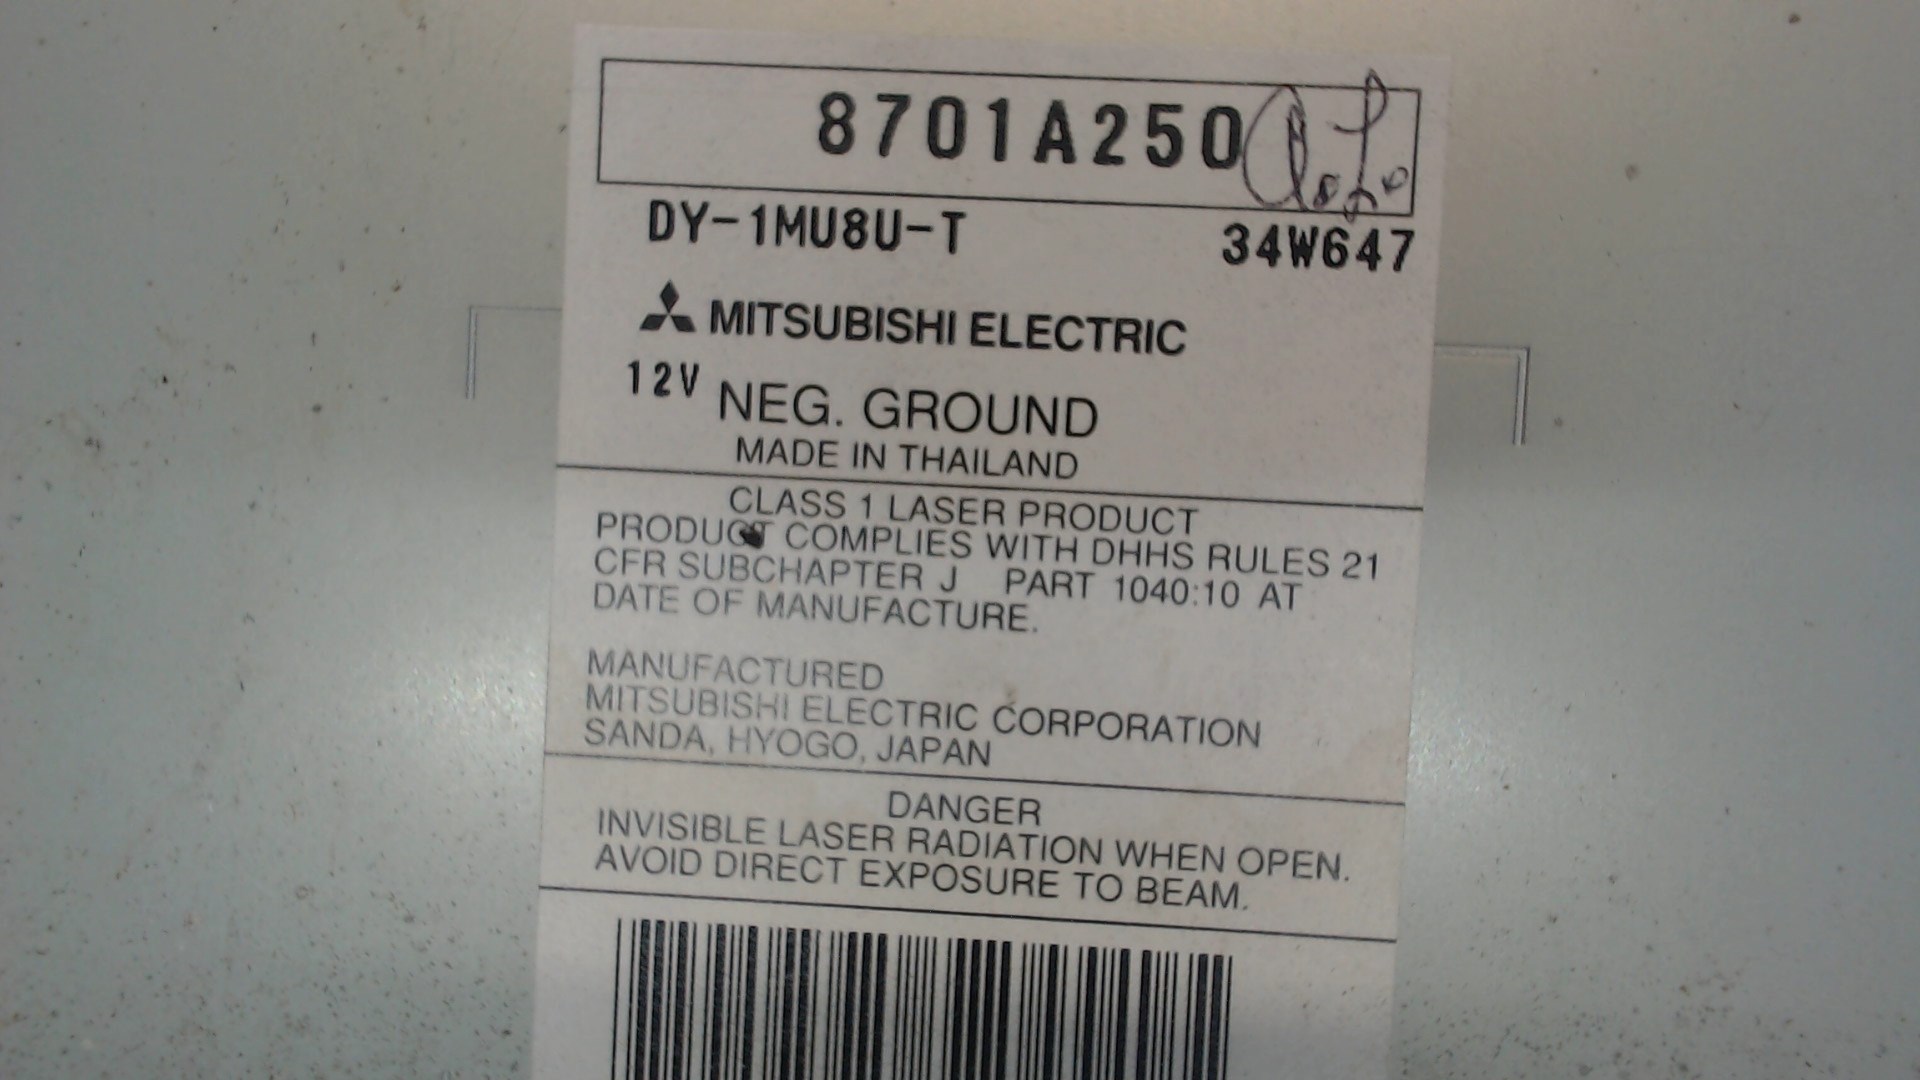 8701A250
DY-1MU8U-T 34W647
MITSUBISHI ELECTRIC
12V NEG. GROUND
MADE IN THAILAND
CLASS 1 LASER PRODUCT
PRODUCT COMPLIES WITH DHHS RULES 21
CFR SUBCHAPTER J PART 1040:10 AT
DATE OF MANUFACTURE.
MANUFACTURED
MITSUBISHI ELECTRIC CORPORATION
SANDA, HYOGO, JAPAN
DANGER
INVISIBLE LASER RADIATION WHEN OPEN.
AVOID DIRECT EXPOSURE TO BEAM.